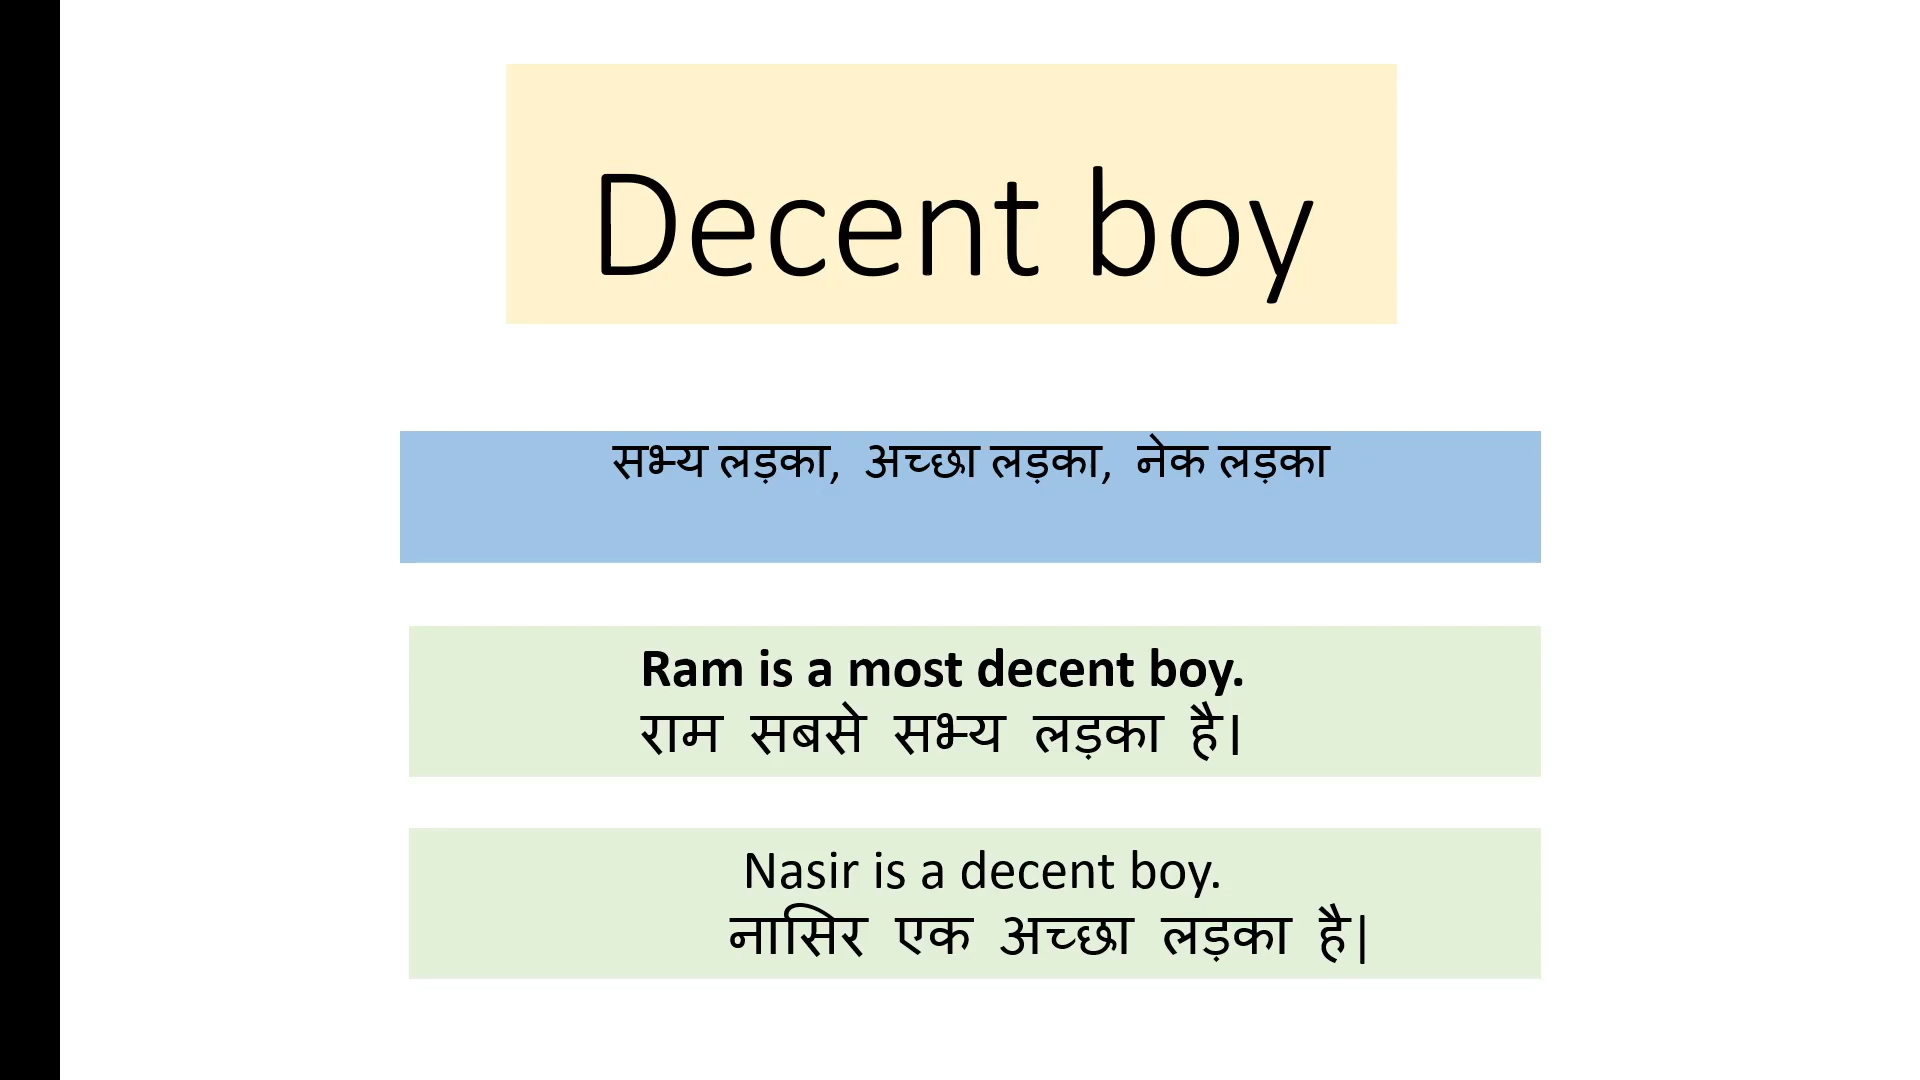 Decent boy
सभ्य लड़का, अच्छा लड़का, नेक लड़का
Ram is a most decent boy.
राम सबसे सभ्य लड़का है।
Nasir is a decent boy.
नासिर एक अच्छा लड़का है|